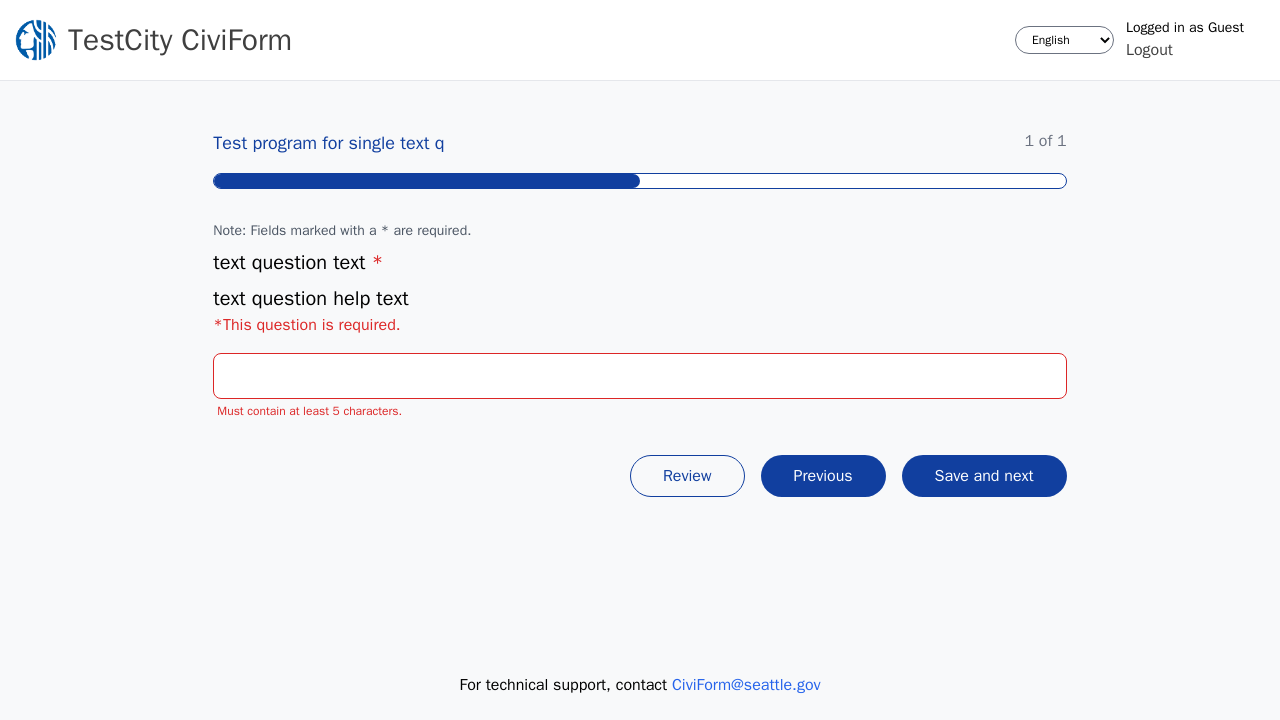 TestCity CiviForm
English
Logged in as Guest
Logout
Test program for single text q
1 of 1
Note: Fields marked with a * are required.
text question text *
text question help text
*This question is required.
Must contain at least 5 characters.
Review
Previous
Save and next
For technical support, contact CiviForm@seattle.gov